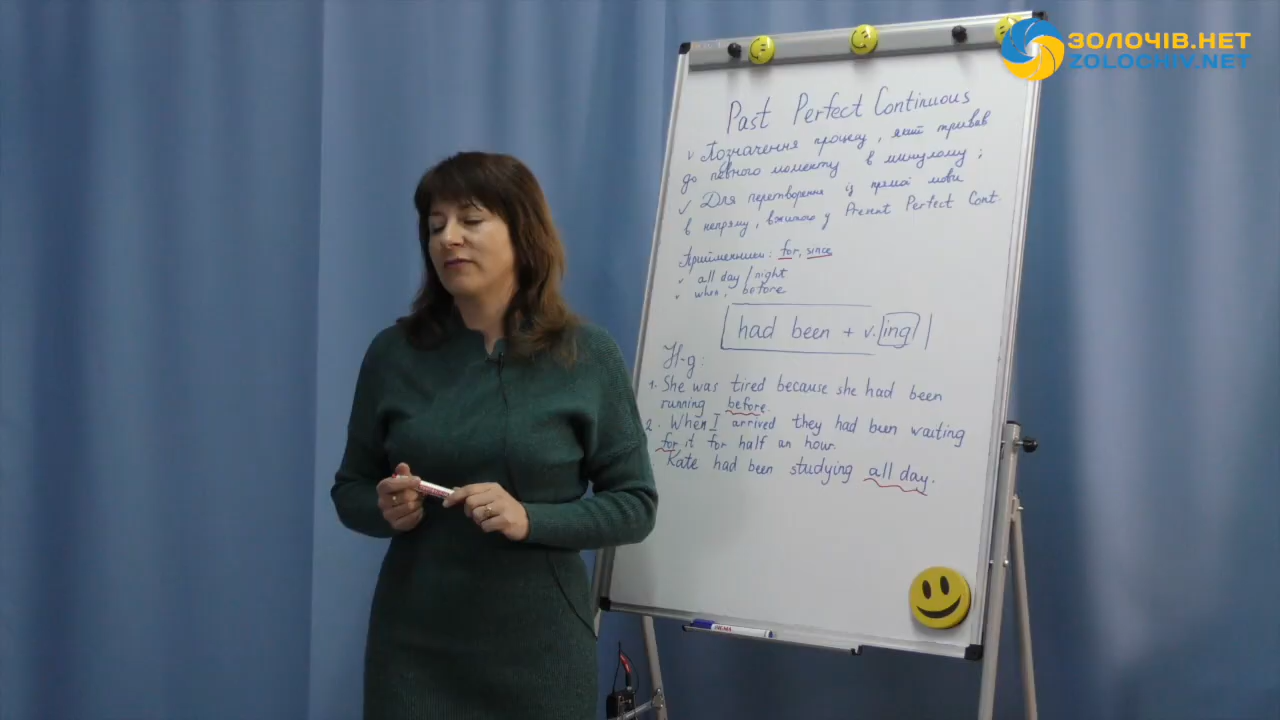 ЗОЛОЧІВ.НЕТ
ZOLOCHIV.NET
Past Perfect Continuous
v Позначення процесу, який тривав
до певного моменту в минулому;
✓ Для перетворення із прямої мови
в непряму, вжитого у Present Perfect Cont.
Прийменники: for, since
v all day / night
v when, before
had been + v. ing
Н-д:
1. She was tired because she had been
running before.
2. When I arrived they had been waiting
for it for half an hour.
Kate had been studying all day.